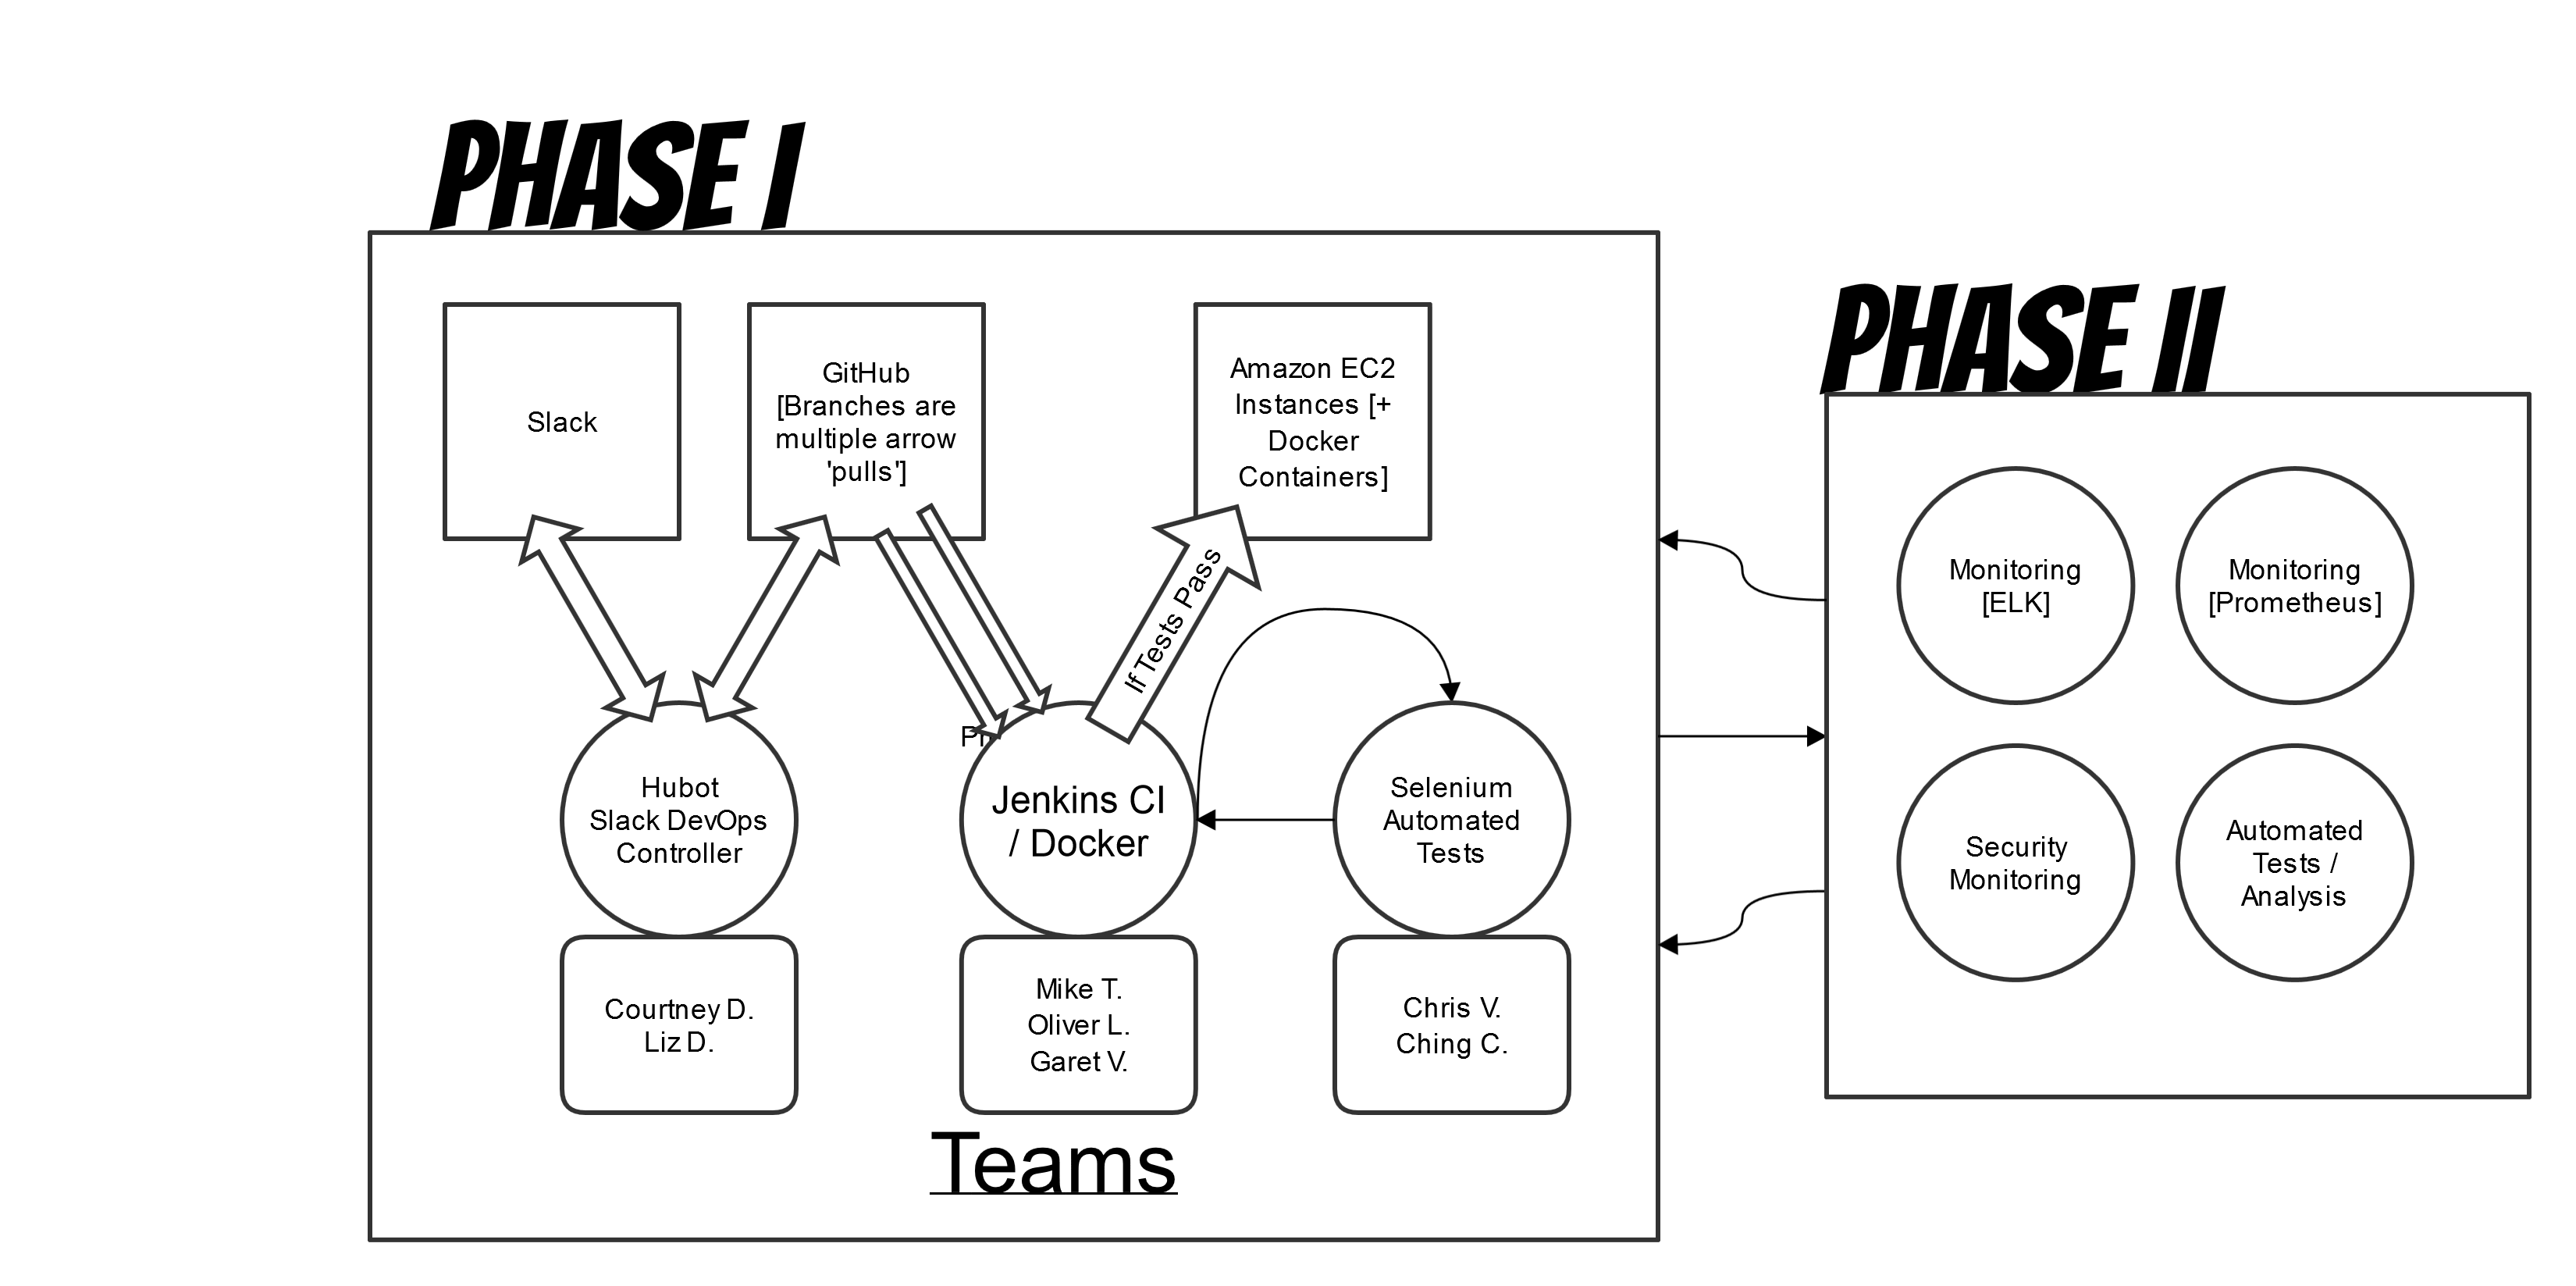 PHASE I
PHASE II
Slack
GitHub
[Branches are
multiple arrow
'pulls']
Amazon EC2
Instances [+
Docker
Containers]
If Tests Pass
Hubot
Slack DevOps
Controller
Jenkins CI
/ Docker
Selenium
Automated
Tests
Courtney D.
Liz D.
Mike T.
Oliver L.
Garet V.
Chris V.
Ching C.
Teams
Monitoring
[ELK]
Monitoring
[Prometheus]
Security
Monitoring
Automated
Tests /
Analysis